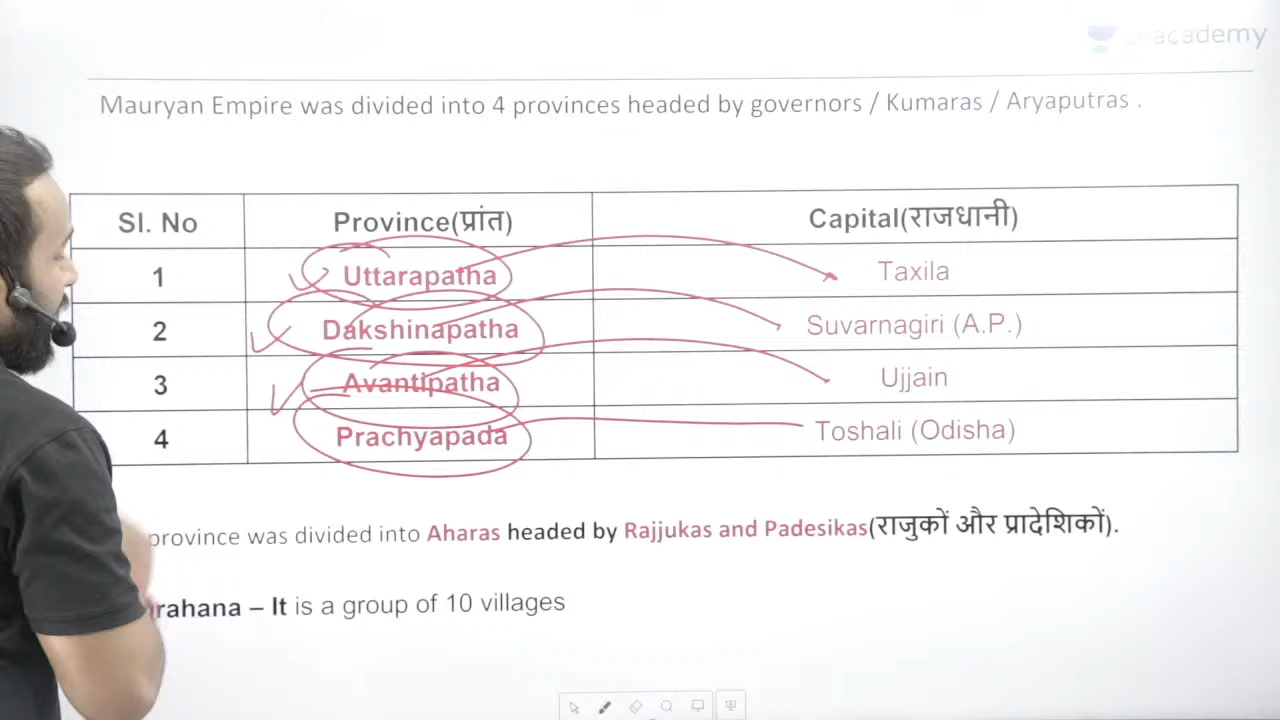 academy
Mauryan Empire was divided into 4 provinces headed by governors / Kumaras / Aryaputras .
Sl. No Province(प्रांत) Capital(राजधानी)
1 Uttarapatha Taxila
2 Dakshinapatha Suvarnagiri (A.P.)
3 Avantipatha Ujjain
4 Prachyapada Toshali (Odisha)
province was divided into Aharas headed by Rajjukas and Padesikas(राजुकों और प्रादेशिकों).
rahana – It is a group of 10 villages